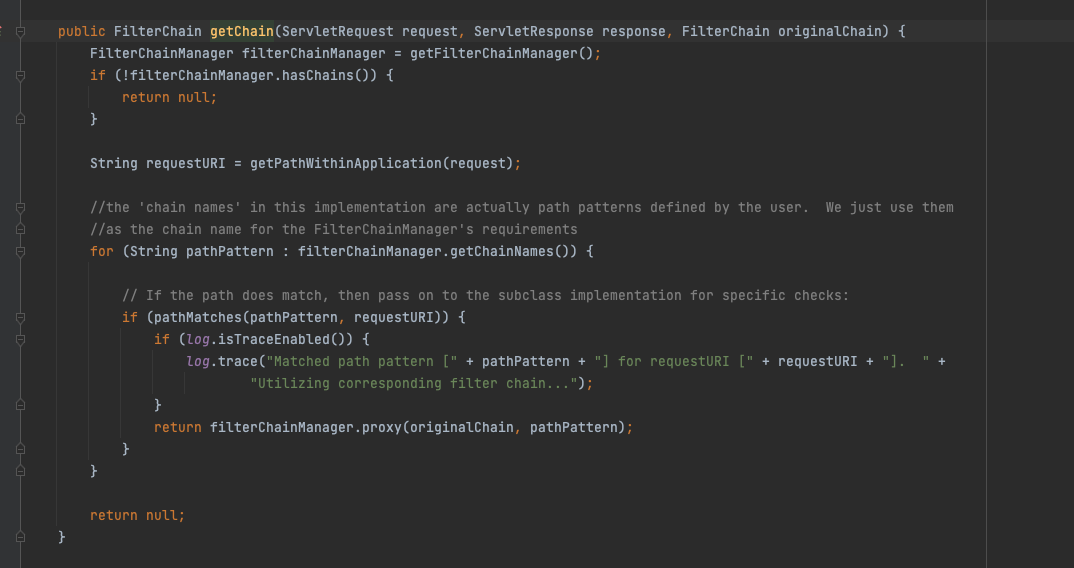 public FilterChain getChain(ServletRequest request, ServletResponse response, FilterChain originalChain) {
FilterChainManager filterChainManager = getFilterChainManager();
if (!filterChainManager.hasChains()) {
return null;
}
String requestURI = getPathWithinApplication(request);
//the 'chain names' in this implementation are actually path patterns defined by the user.  We just use them
//as the chain name for the FilterChainManager's requirements
for (String pathPattern : filterChainManager.getChainNames()) {
// If the path does match, then pass on to the subclass implementation for specific checks:
if (pathMatches(pathPattern, requestURI)) {
if (log.isTraceEnabled()) {
log.trace("Matched path pattern [" + pathPattern + "] for requestURI [" + requestURI + "].  " +
"Utilizing corresponding filter chain...");
}
return filterChainManager.proxy(originalChain, pathPattern);
}
}
return null;
}